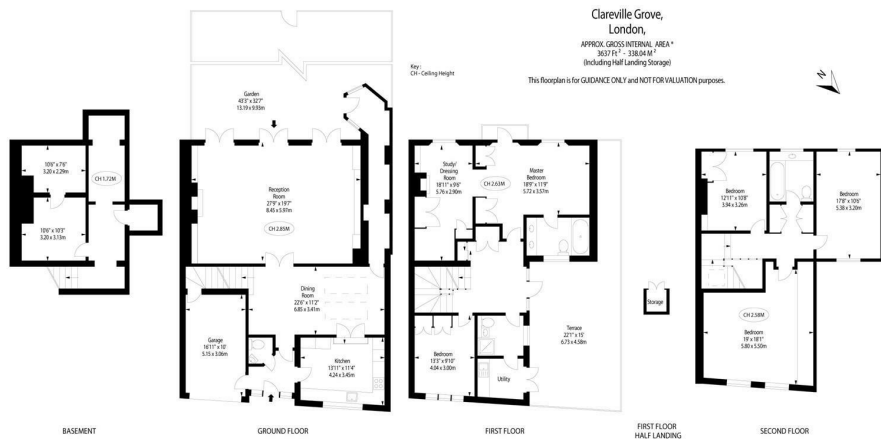 Clareville Grove,
London,
APPROX. GROSS INTERNAL AREA *
3637 Ft ² - 338.04 M ²
(Including Half Landing Storage)
This floorplan is for GUIDANCE ONLY and NOT FOR VALUATION purposes.
Key :
CH - Ceiling Height
N
10'6" x 7'6"
3.20 x 2.29m
CH 1.72M
10'6" x 10'3"
3.20 x 3.13m
BASEMENT
Garden
43'3" x 32'7"
13.19 x 9.93m
Reception
Room
27'9" x 19'7"
8.45 x 5.97m
CH 2.85M
Dining
Room
22'6" x 11'2"
6.85 x 3.41m
Garage
16'11" x 10'
5.15 x 3.06m
Kitchen
13'11" x 11'4"
4.24 x 3.45m
GROUND FLOOR
Study/
Dressing
Room
18'11" x 9'6"
5.76 x 2.90m
CH 2.63M
Master
Bedroom
18'9" x 11'9"
5.72 x 3.57m
Terrace
22'1" x 15'
6.73 x 4.58m
Bedroom
13'3" x 9'10"
4.04 x 3.00m
Utility
FIRST FLOOR
Storage
FIRST FLOOR
HALF LANDING
Bedroom
12'11" x 10'8"
3.94 x 3.26m
Bedroom
17'8" x 10'6"
5.38 x 3.20m
CH 2.58M
Bedroom
19' x 18'1"
5.80 x 5.50m
SECOND FLOOR